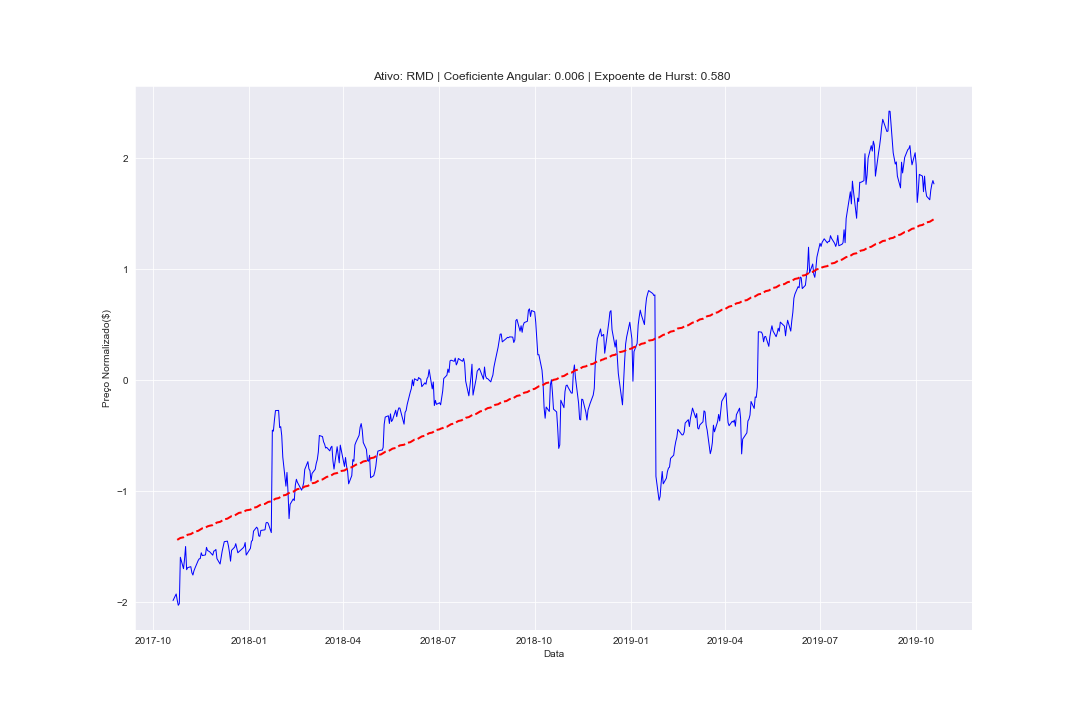 Ativo: RMD | Coeficiente Angular: 0.006 | Expoente de Hurst: 0.580
Preço Normalizado($)
2
1
0
−1
−2
2017-10 2018-01 2018-04 2018-07 2018-10 2019-01 2019-04 2019-07 2019-10
Data